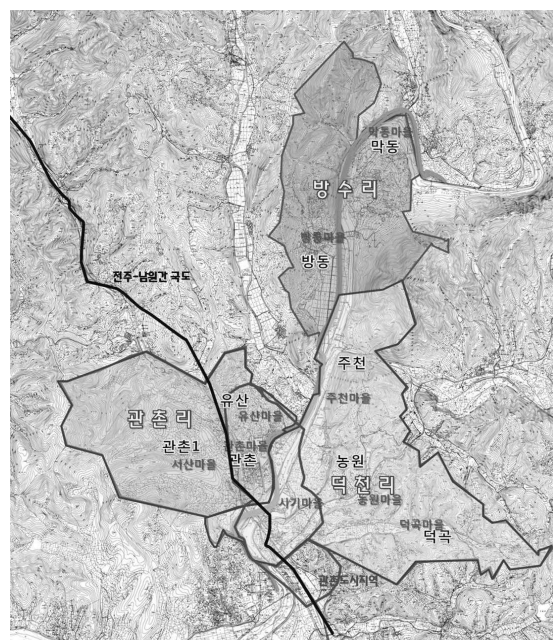 막동마을
막동
방수리
방동마을
방동
전주-남원간 국도
주천
주천마을
유산
유산마을
관촌리
관촌1
관촌마을
관촌
서산마을
농원
덕천리
농원마을
사기마을
덕곡마을
덕곡
관촌도시지역